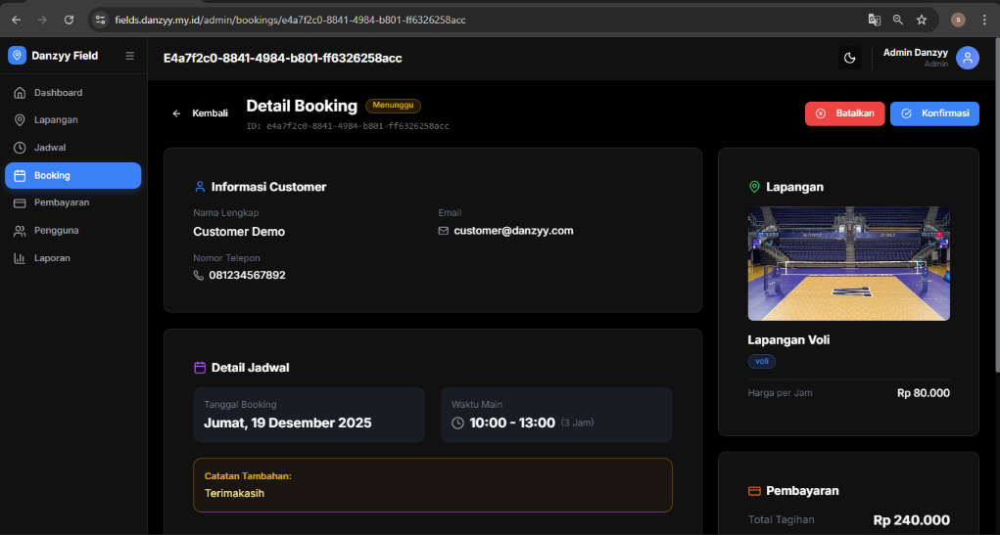 fields.danzyy.my.id/admin/bookings/e4a7f2c0-8841-4984-b801-ff6326258acc
S
Danzyy Field
E4a7f2c0-8841-4984-b801-ff6326258acc
Admin Danzyy
Admin
Dashboard
Lapangan
Jadwal
Booking
Pembayaran
Pengguna
Laporan
Kembali
Detail Booking
Menunggu
ID: e4a7f2c0-8841-4984-b801-ff6326258acc
Batalkan
Konfirmasi
Informasi Customer
Nama Lengkap
Customer Demo
Email
customer@danzyy.com
Nomor Telepon
081234567892
Detail Jadwal
Tanggal Booking
Jumat, 19 Desember 2025
Waktu Main
10:00 - 13:00 (3 Jam)
Catatan Tambahan:
Terimakasih
Lapangan
Lapangan Voli
voli
Harga per Jam
Rp 80.000
Pembayaran
Total Tagihan
Rp 240.000